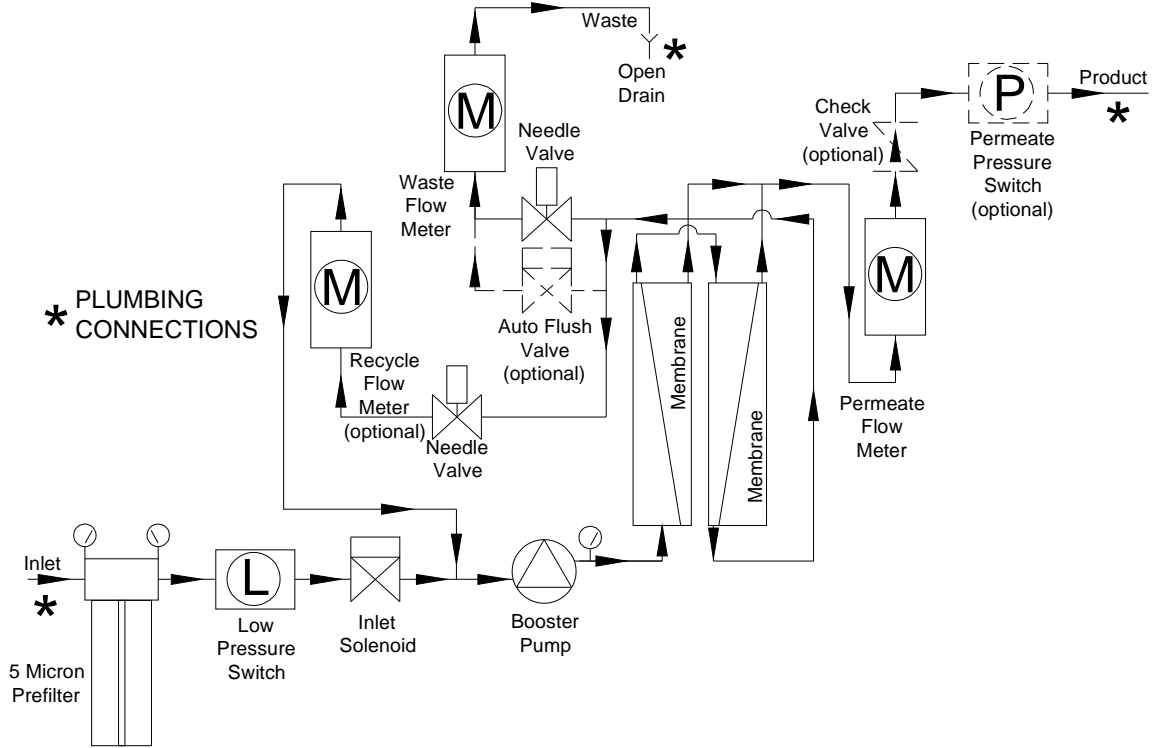 Waste
*
Open
Drain
M
Needle
Valve
Waste
Flow
Meter
Check
Valve
(optional)
P
Product
*
Permeate
Pressure
Switch
(optional)
M
M
* PLUMBING
CONNECTIONS
Auto Flush
Valve
(optional)
Recycle
Flow
Meter
(optional)
Needle
Valve
Membrane
Membrane
Permeate
Flow
Meter
Inlet
*
L
Low
Pressure
Switch
Inlet
Solenoid
Booster
Pump
5 Micron
Prefilter